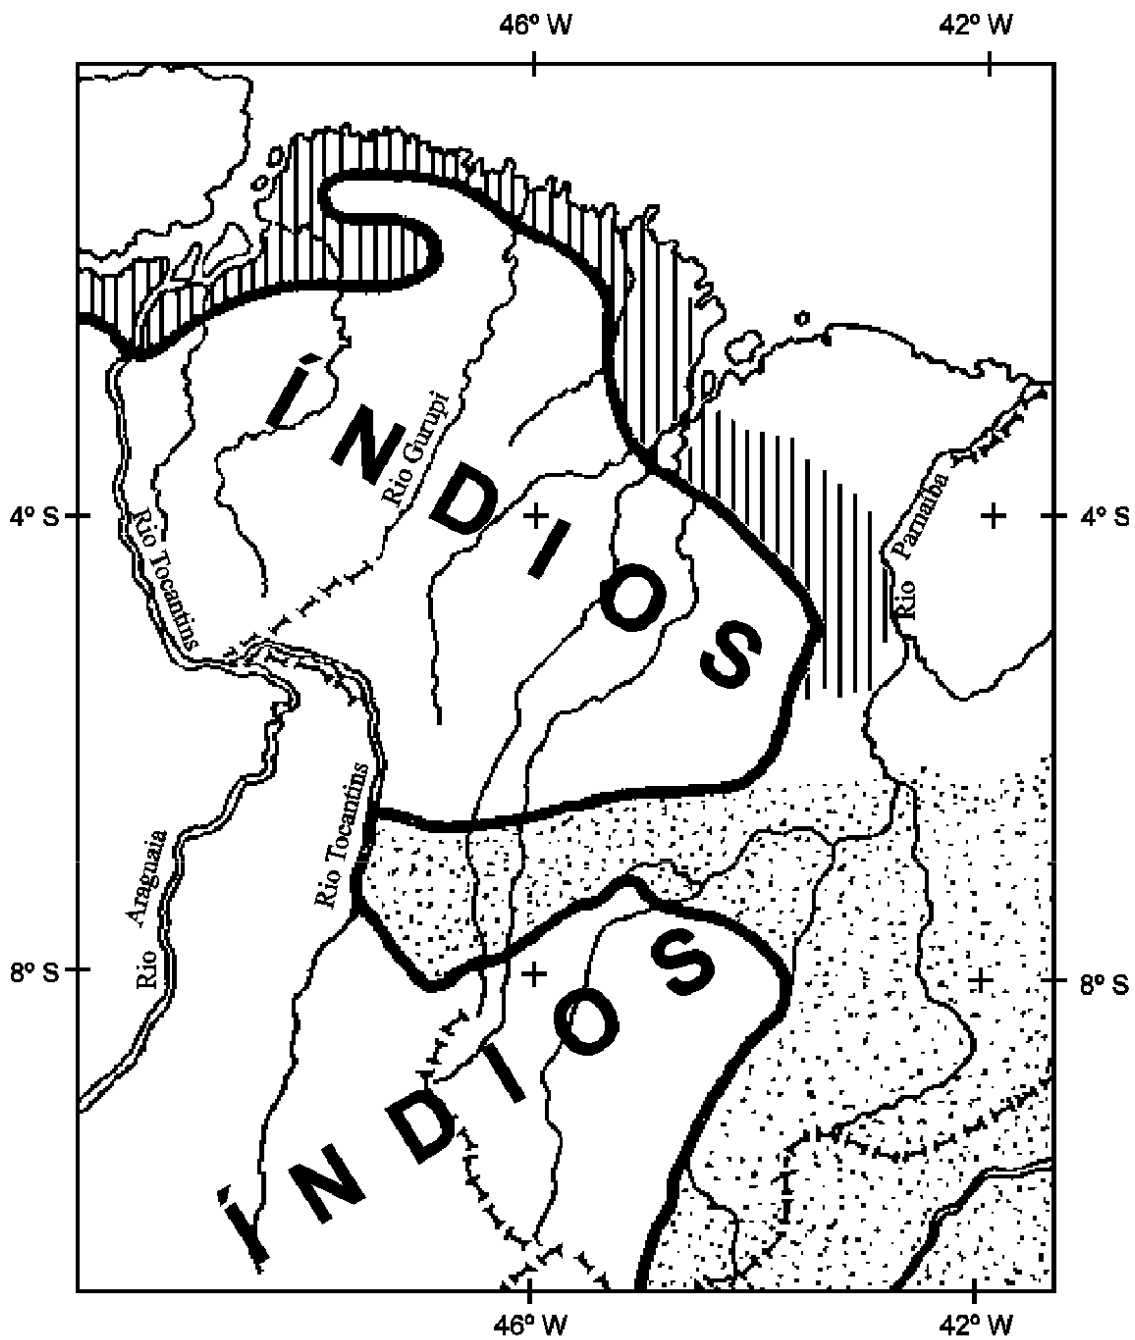 46º W
42º W
Rio Gurupi
ÍNDIOS
4º S
4º S
Rio Tocantins
Rio Parnaíba
Rio Tocantins
Rio Araguaia
8º S
8º S
ÍNDIOS
46º W
42º W